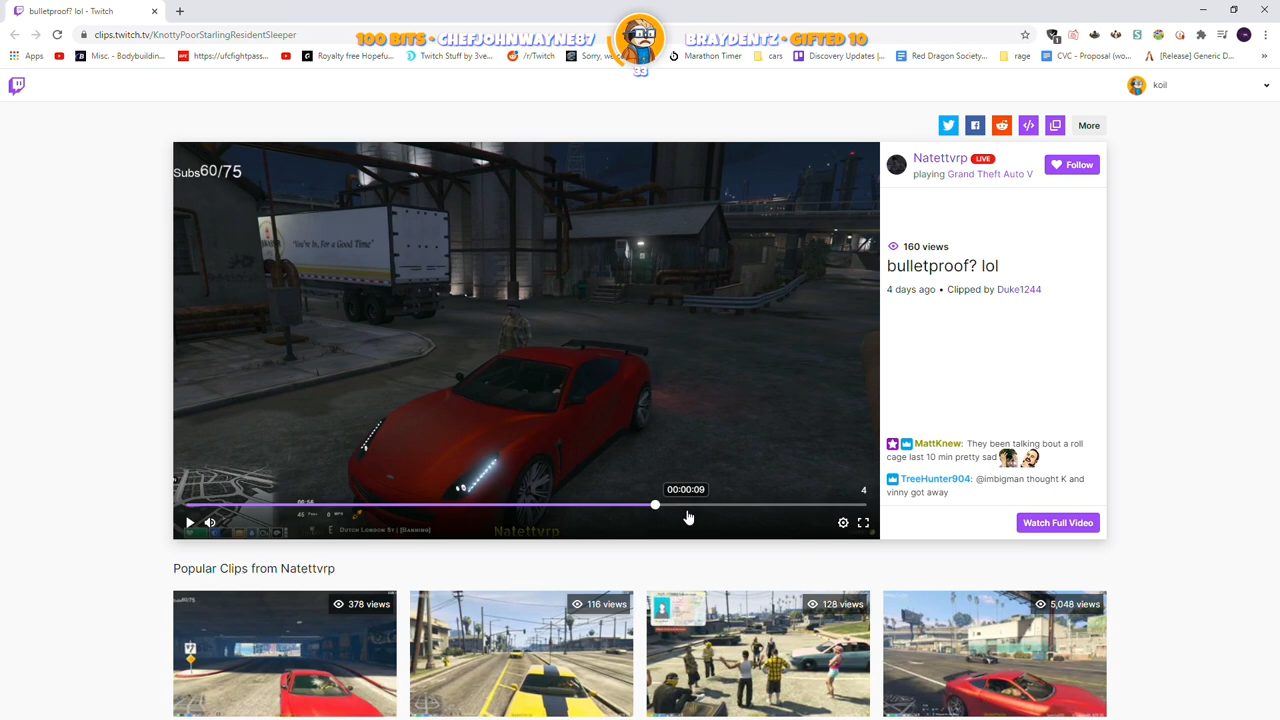 bulletproof? lol - Twitch
clips.twitch.tv/KnottyPoorStarlingResidentSleeper
100 BITS - CHEFJOHNWAYNE87
BRAYDENTZ - GIFTED 10
33
Apps
Misc. - Bodybuildin...
https://ufcfightpass...
Royalty free Hopefu...
Twitch Stuff by 3ve...
/r/Twitch
Marathon Timer
cars
Discovery Updates |...
Red Dragon Society...
rage
CVC - Proposal (wo...
[Release] Generic D...
koil
More
Subs60/75
"You're In, For a Good Time"
Natettvrp LIVE
Follow
playing Grand Theft Auto V
160 views
bulletproof? lol
4 days ago • Clipped by Duke1244
MattKnew: They been talking bout a roll
cage last 10 min pretty sad
TreeHunter904: @imbigman thought K and
vinny got away
Watch Full Video
00:00:09
4
Natettvrp
Popular Clips from Natettvrp
378 views
116 views
128 views
5,048 views